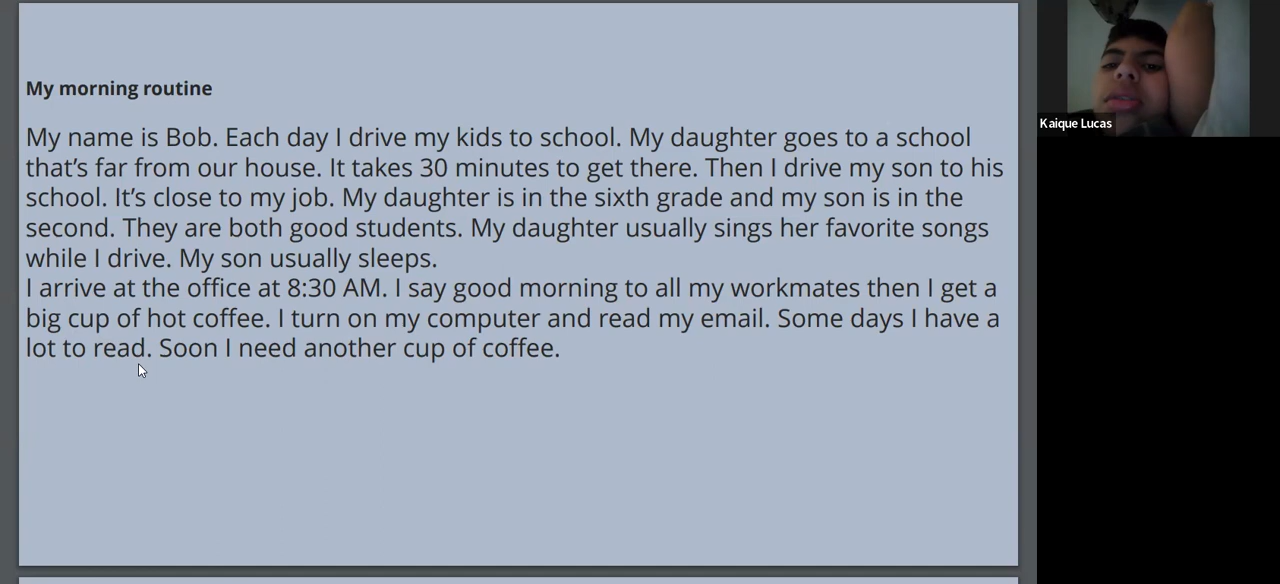 My morning routine
My name is Bob. Each day I drive my kids to school. My daughter goes to a school
that’s far from our house. It takes 30 minutes to get there. Then I drive my son to his
school. It’s close to my job. My daughter is in the sixth grade and my son is in the
second. They are both good students. My daughter usually sings her favorite songs
while I drive. My son usually sleeps.
I arrive at the office at 8:30 AM. I say good morning to all my workmates then I get a
big cup of hot coffee. I turn on my computer and read my email. Some days I have a
lot to read. Soon I need another cup of coffee.
Kaique Lucas